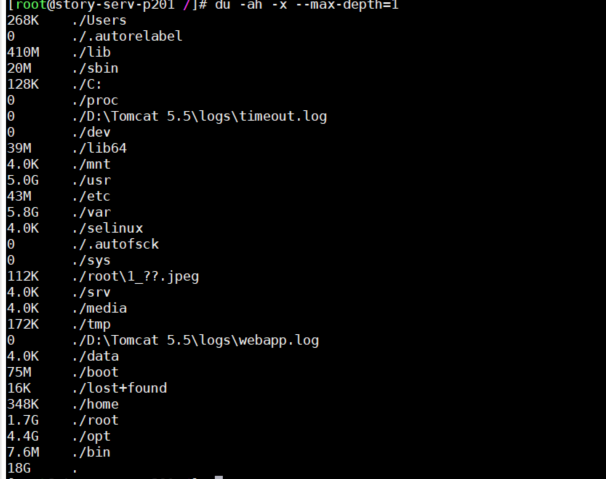 [root@story-serv-p201 /]# du -ah -x --max-depth=1
268K ./Users
0 ./.autorelabel
410M ./lib
20M ./sbin
128K ./C:
0 ./proc
0 ./D:\Tomcat 5.5\logs\timeout.log
0 ./dev
39M ./lib64
4.0K ./mnt
5.0G ./usr
43M ./etc
5.8G ./var
4.0K ./selinux
0 ./.autofsck
0 ./sys
112K ./root\1_??.jpeg
4.0K ./srv
4.0K ./media
172K ./tmp
0 ./D:\Tomcat 5.5\logs\webapp.log
4.0K ./data
75M ./boot
16K ./lost+found
348K ./home
1.7G ./root
4.4G ./opt
7.6M ./bin
18G .